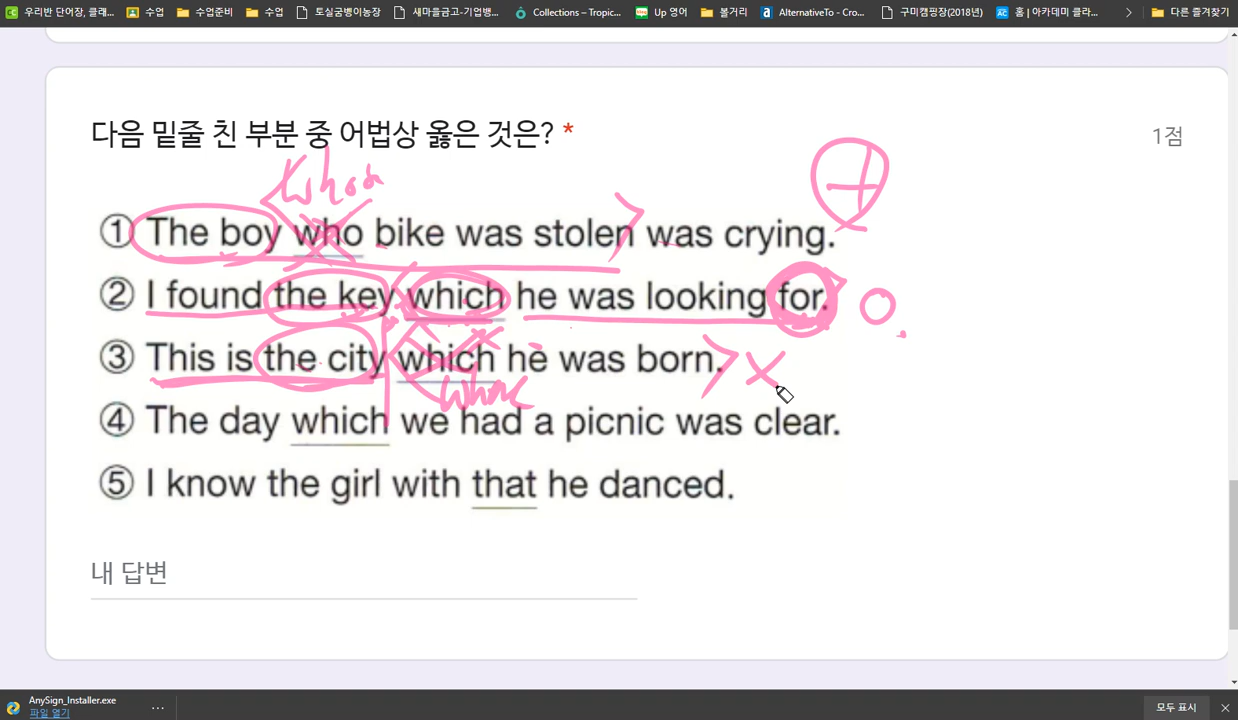 우리반 단어장, 클래... 수업 수업준비 수업 토실굼벵이농장 새마을금고-기업뱅... Collections – Tropic... Up 영어 볼거리 AlternativeTo - Cro... 구미캠핑장(2018년) 홈 | 아카데미 클라... 다른 즐겨찾기
다음 밑줄 친 부분 중 어법상 옳은 것은? *
1점
① The boy who bike was stolen was crying.
② I found the key which he was looking for.
③ This is the city which he was born.
④ The day which we had a picnic was clear.
⑤ I know the girl with that he danced.
내 답변
AnySign_Installer.exe
파일 열기
모두 표시